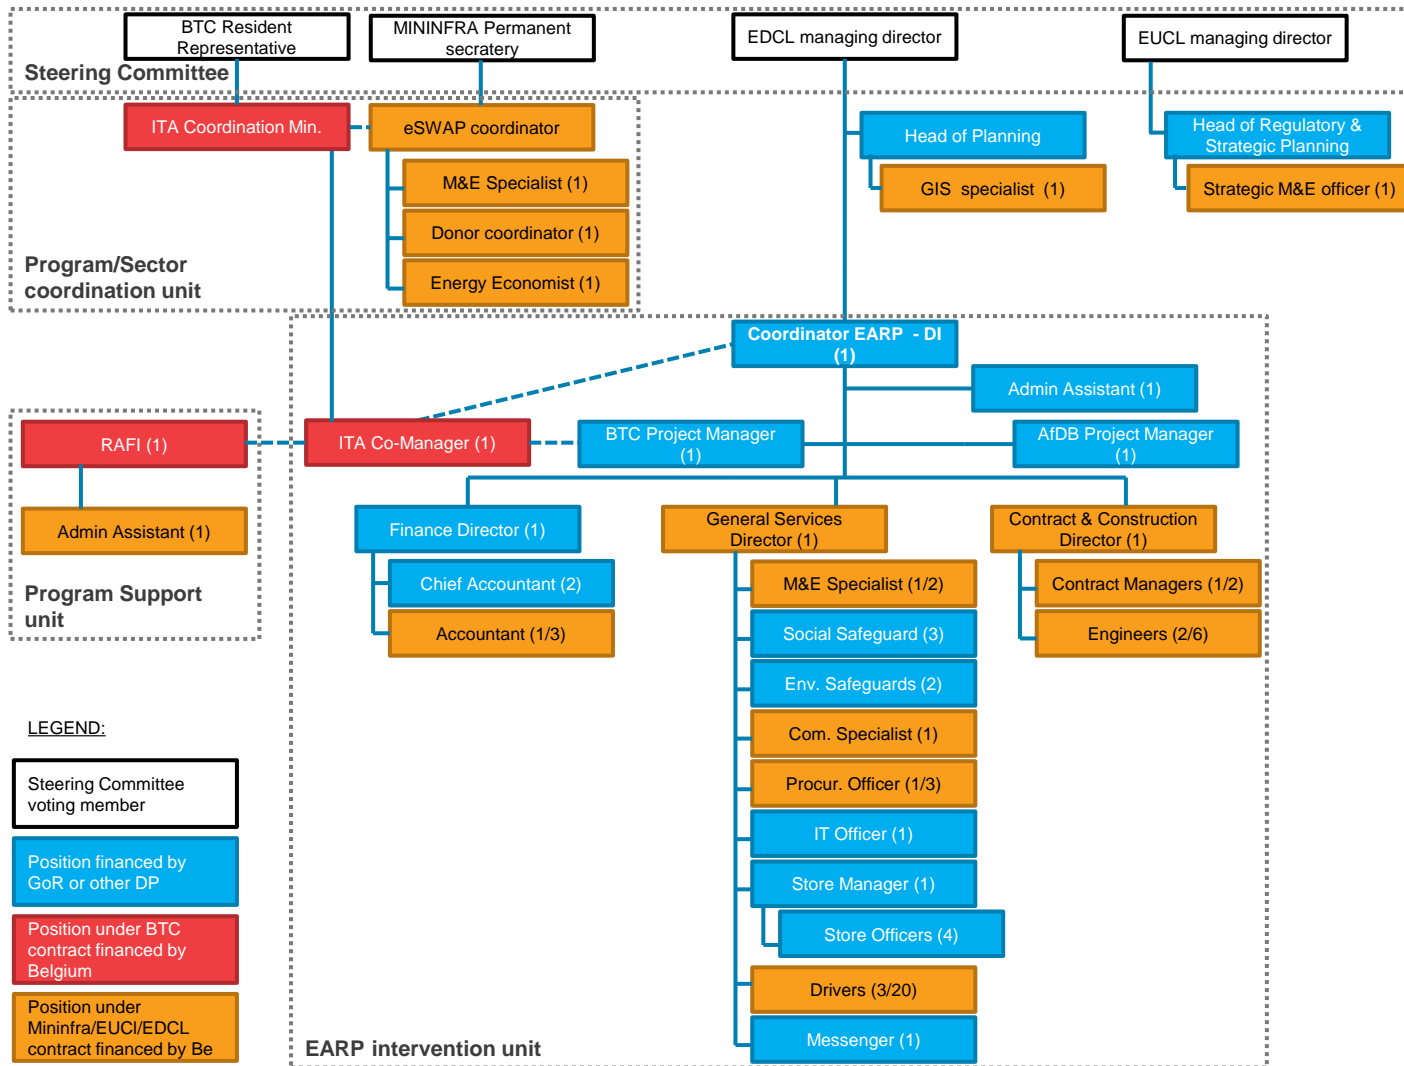 BTC Resident
Representative
MININFRA Permanent
secratery
EDCL managing director
EUCL managing director
Steering Committee
ITA Coordination Min.
eSWAP coordinator
Head of Planning
Head of Regulatory &
Strategic Planning
M&E Specialist (1)
GIS specialist (1)
Strategic M&E officer (1)
Donor coordinator (1)
Energy Economist (1)
Program/Sector
coordination unit
Coordinator EARP - DI
(1)
Admin Assistant (1)
RAFI (1)
ITA Co-Manager (1)
BTC Project Manager
(1)
AfDB Project Manager
(1)
Admin Assistant (1)
Program Support
unit
Finance Director (1)
General Services
Director (1)
Contract & Construction
Director (1)
Chief Accountant (2)
Accountant (1/3)
M&E Specialist (1/2)
Social Safeguard (3)
Env. Safeguards (2)
Com. Specialist (1)
Procur. Officer (1/3)
IT Officer (1)
Store Manager (1)
Store Officers (4)
Drivers (3/20)
Messenger (1)
Contract Managers (1/2)
Engineers (2/6)
EARP intervention unit
LEGEND:
Steering Committee
voting member
Position financed by
GoR or other DP
Position under BTC
contract financed by
Belgium
Position under
Mininfra/EUCl/EDCL
contract financed by Be